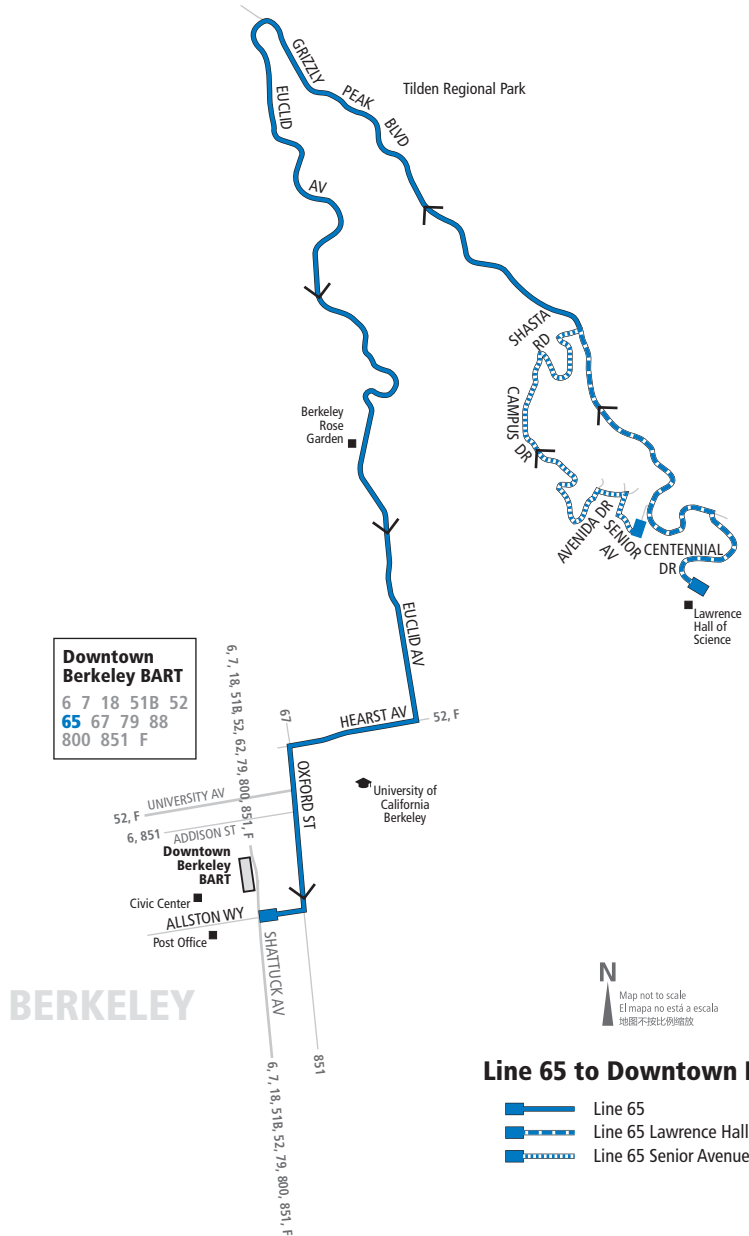 GRIZZLY
PEAK
BLVD
Tilden Regional Park
EUCLID
AV
SHASTA
RD
CAMPUS
DR
Berkeley
Rose
Garden
AVENIDA DR
SENIOR
AV
CENTENNIAL
DR
Lawrence
Hall of
Science
EUCLID AV
Downtown
Berkeley BART
6 7 18 51B 52
65 67 79 88
800 851 F
6, 7, 18, 51B, 52, 62, 79, 800, 851, F
67
HEARST AV
52, F
OXFORD ST
University of
California
Berkeley
UNIVERSITY AV
52, F
6, 851
ADDISON ST
Downtown
Berkeley
BART
Civic Center
ALLSTON WY
Post Office
SHATTUCK AV
BERKELEY
851
6, 7, 18, 51B, 52, 79, 800, 851, F
N
Map not to scale
El mapa no está a escala
地图不按比例缩放
Line 65 to Downtown
Line 65
Line 65 Lawrence Hall
Line 65 Senior Avenue